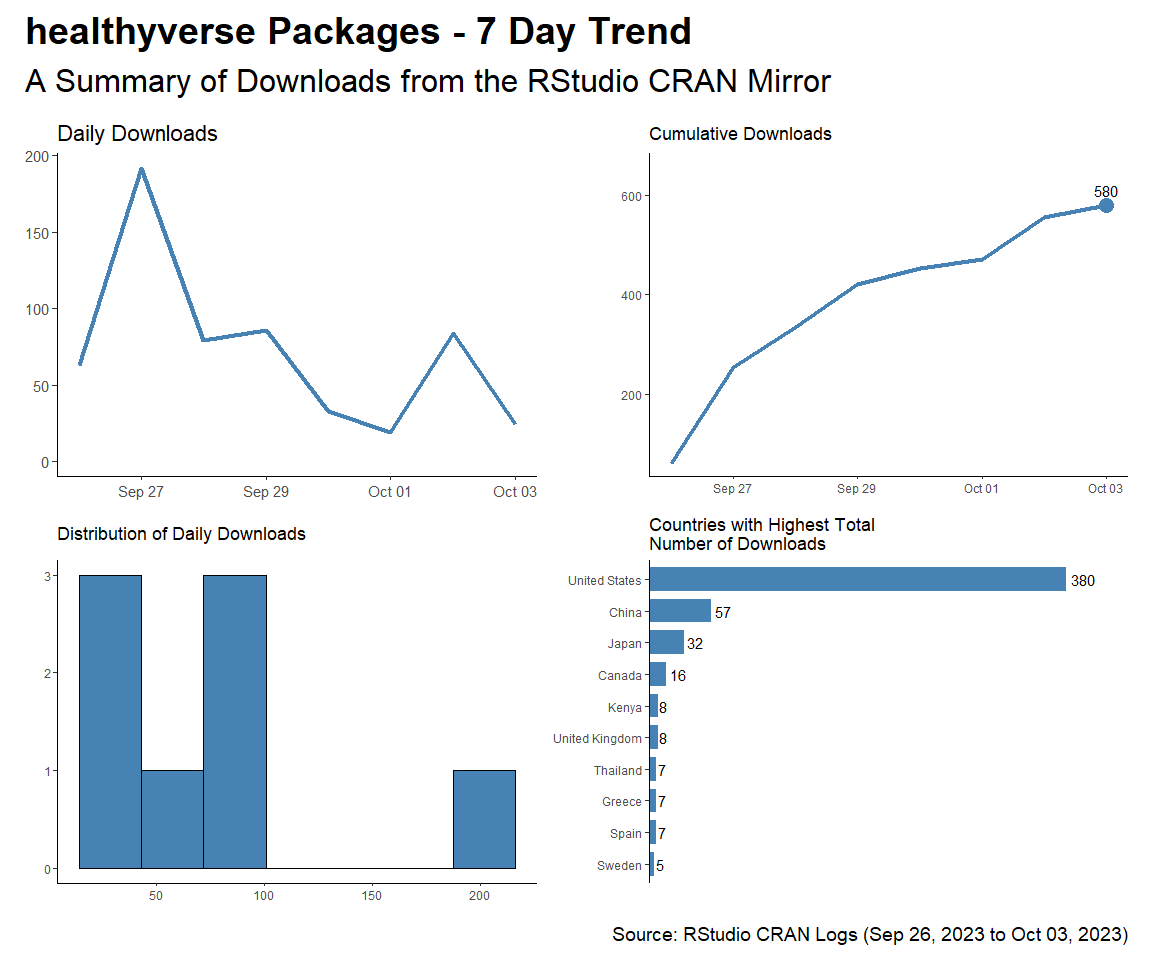 healthyverse Packages - 7 Day Trend
A Summary of Downloads from the RStudio CRAN Mirror
Daily Downloads
200
150
100
50
0
Sep 27 Sep 29 Oct 01 Oct 03
Cumulative Downloads
600
400
200
580
Sep 27 Sep 29 Oct 01 Oct 03
Distribution of Daily Downloads
3
2
1
0
50 100 150 200
Countries with Highest Total
Number of Downloads
United States 380
China 57
Japan 32
Canada 16
Kenya 8
United Kingdom 8
Thailand 7
Greece 7
Spain 7
Sweden 5
Source: RStudio CRAN Logs (Sep 26, 2023 to Oct 03, 2023)